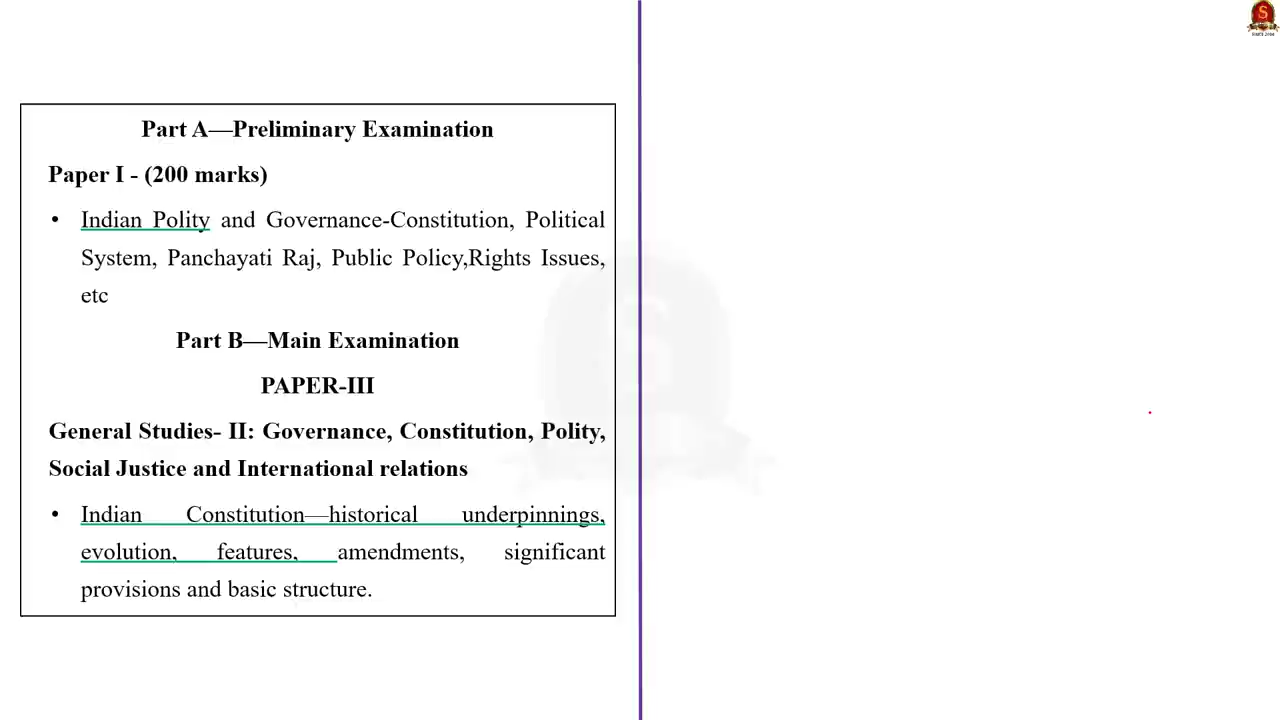 Part A—Preliminary Examination
Paper I - (200 marks)
• Indian Polity and Governance-Constitution, Political
System, Panchayati Raj, Public Policy,Rights Issues,
etc
Part B—Main Examination
PAPER-III
General Studies- II: Governance, Constitution, Polity,
Social Justice and International relations
• Indian Constitution—historical underpinnings,
evolution, features, amendments, significant
provisions and basic structure.
S
S